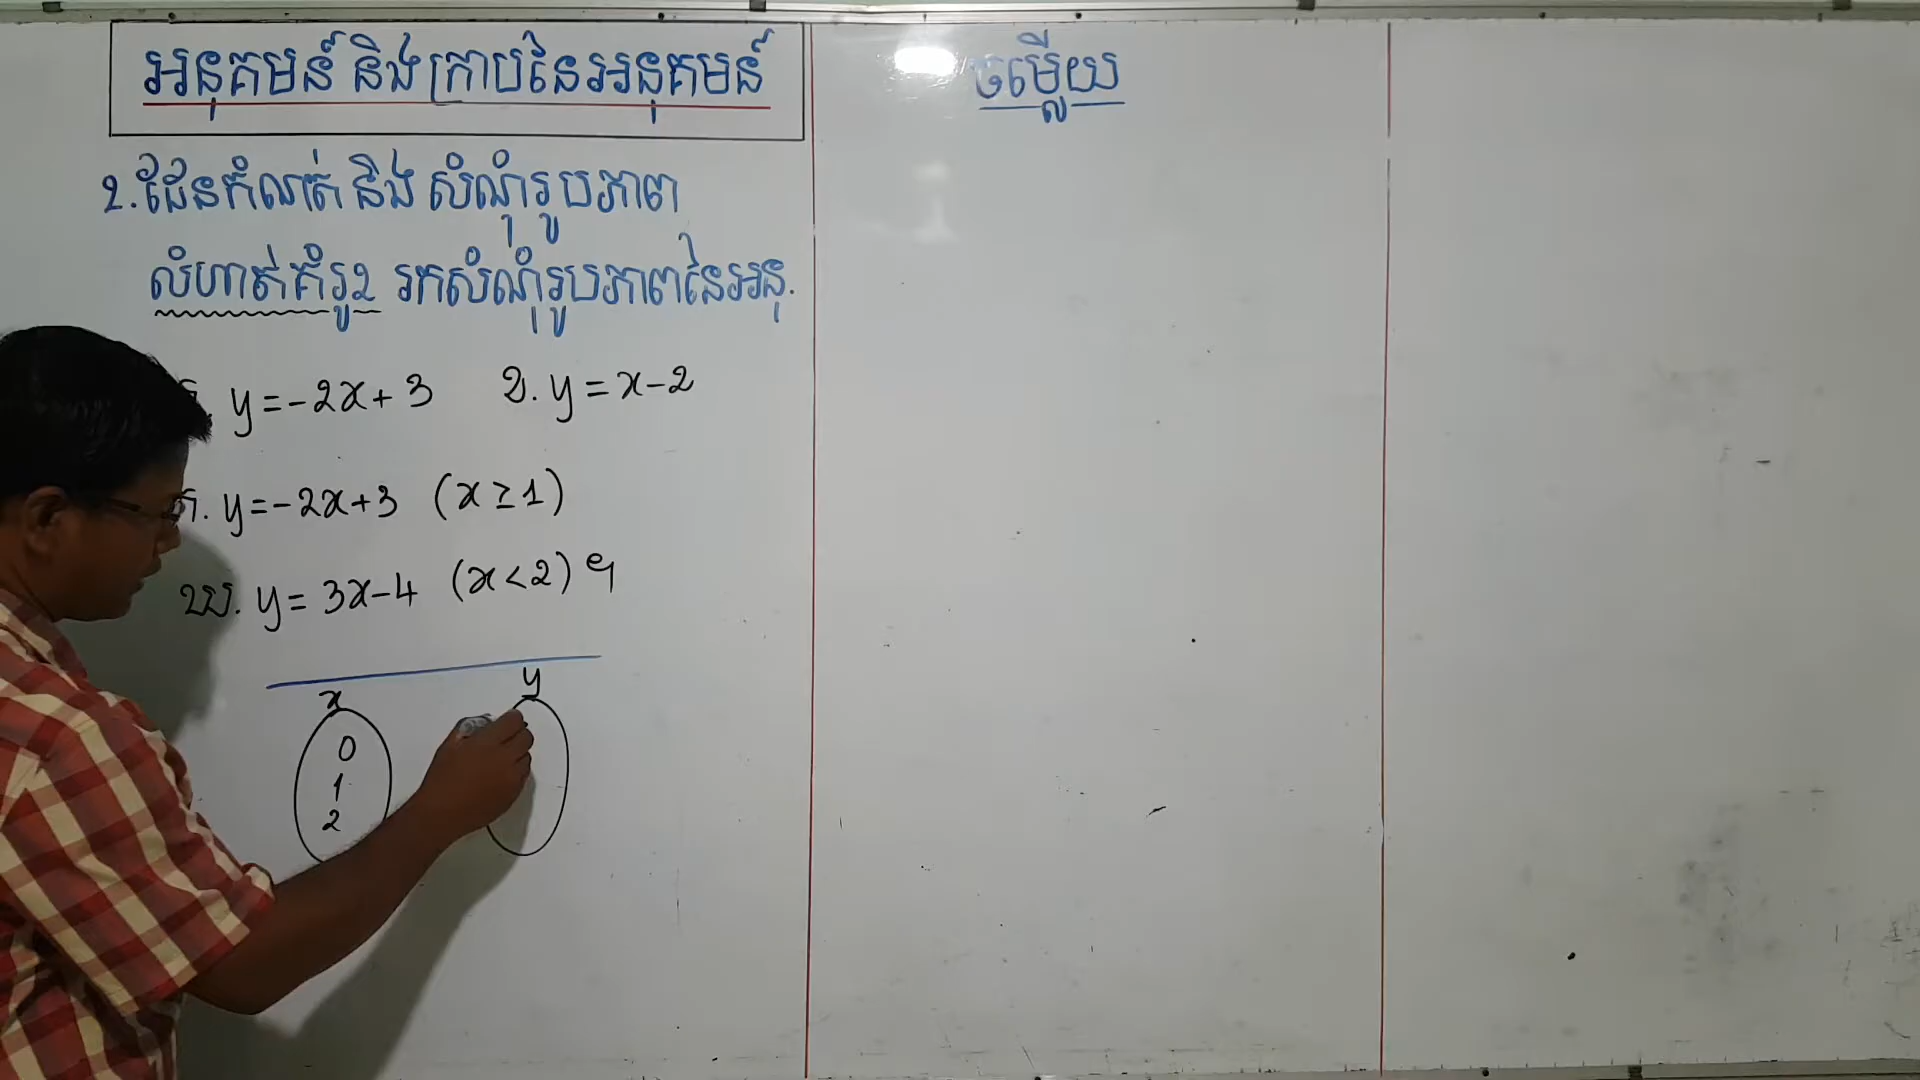 អនុគមន៍ និងក្រាបនៃអនុគមន៍
2. ដែនកំណត់ និង សំណុំរូបភាព
លំហាត់គំរូ2 រកសំណុំរូបភាពនៃអនុ.
y = -2x + 3 ខ. y = x - 2
y = -2x + 3 (x ≥ 1)
ឃ. y = 3x - 4 (x < 2) ។
x y
0
1
2
ចម្លើយ